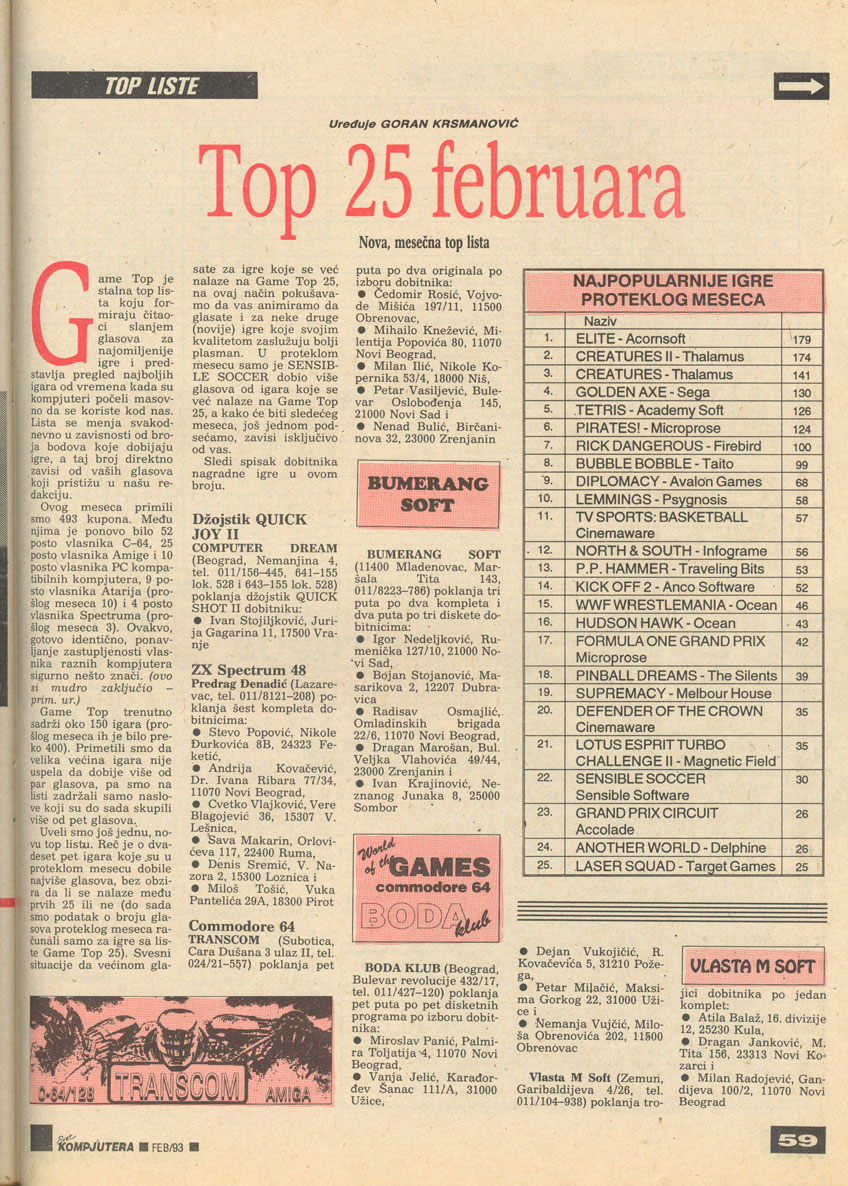 TOP LISTE
Uređuje GORAN KRSMANOVIĆ
Top 25 februara
Nova, mesečna top lista
Game Top je
stalna top lis-
ta koju for-
miraju čitao-
ci slanjem
glasova za
najomiljenije
igre i pred-
stavlja pregled najboljih
igara od vremena kada su
kompjuteri počeli masov-
no da se koriste kod nas.
Lista se menja svakod-
nevno u zavisnosti od bro-
ja bodova koje dobijaju
igre, a taj broj direktno
zavisi od vaših glasova
koji pristižu u našu re-
dakciju.
Ovog meseca primili
smo 493 kupona. Među
njima je ponovo bilo 52
posto vlasnika C–64, 25
posto vlasnika Amige i 10
posto vlasnika PC kompa-
tibilnih kompjutera, 9 po-
sto vlasnika Atarija (pro-
šlog meseca 10) i 4 posto
vlasnika Spectruma (pro-
šlog meseca 3). Ovakvo,
gotovo identično, ponav-
ljanje zastupljenosti vlas-
nika raznih kompjutera
sigurno nešto znači. (ovo
si mudro zaključio –
prim. ur.)
Game Top trenutno
sadrži oko 150 igara (pro-
šlog meseca ih je bilo pre-
ko 400). Primetili smo da
velika većina igara nije
uspela da dobije više od
par glasova, pa smo na
listi zadržali samo naslo-
ve koji su do sada skupili
više od pet glasova.
Uveli smo još jednu, no-
vu top listu. Reč je o dva-
deset pet igara koje su u
proteklom mesecu dobile
najviše glasova, bez obzi-
ra da li se nalaze među
prvih 25 ili ne (do sada
smo podatak o broju gla-
sova proteklog meseca ra-
čunali samo za igre sa lis-
te Game Top 25). Svesni
situacije da većinom gla-
sate za igre koje se već
nalaze na Game Top 25,
na ovaj način pokušava-
mo da vas animiramo da
glasate i za neke druge
(novije) igre koje svojim
kvalitetom zaslužuju bolji
plasman. U proteklom
mesecu samo je SENSIB-
LE SOCCER dobio više
glasova od igara koje se
već nalaze na Game Top
25, a kako će biti sledećeg
meseca, još jednom pod-
sećamo, zavisi isključivo
od vas.
Sledi spisak dobitnika
nagradne igre u ovom
broju.
Džojstik QUICK
JOY II
COMPUTER DREAM
(Beograd, Nemanjina 4,
tel. 011/156–445, 641–155
lok. 528 i 643–155 lok. 528)
poklanja džojstik QUICK
SHOT II dobitniku:
● Ivan Stojiljković, Juri-
ja Gagarina 11, 17500 Vra-
nje
ZX Spectrum 48
Predrag Denadić (Lazare-
vac, tel. 011/8121–208) po-
klanja šest kompleta do-
bitnicima:
● Stevo Popović, Nikole
Đurkovića 8B, 24323 Fe-
ketić,
● Andrija Kovačević,
Dr. Ivana Ribara 77/34,
11070 Novi Beograd,
● Cvetko Vlajković, Vere
Blagojević 36, 15307 V.
Lešnica,
● Sava Makarin, Orlovi-
ćeva 117, 22400 Ruma,
● Denis Sremić, V. Na-
zora 2, 15300 Loznica i
● Miloš Tošić, Vuka
Pantelića 29A, 18300 Pirot
Commodore 64
TRANSCOM (Subotica,
Cara Dušana 3 ulaz II, tel.
024/21–557) poklanja pet
puta po dva originala po
izboru dobitnika:
● Čedomir Rosić, Vojvo-
de Mišića 197/11, 11500
Obrenovac,
● Mihailo Knežević, Mi-
lentija Popovića 80, 11070
Novi Beograd,
● Milan Ilić, Nikole Ko-
pernika 53/4, 18000 Niš,
● Petar Vasiljević, Bule-
var Oslobođenja 145,
21000 Novi Sad i
● Nenad Bulić, Birčani-
nova 32, 23000 Zrenjanin
BUMERANG
SOFT
BUMERANG SOFT
(11400 Mladenovac, Mar-
šala Tita 143,
011/8223–786) poklanja tri
puta po dva kompleta i
dva puta po tri diskete do-
bitnicima:
● Igor Nedeljković, Ru-
menička 127/10, 21000 No-
vi Sad,
● Bojan Stojanović, Ma-
sarikova 2, 12207 Dubra-
vica
● Radisav Osmajlić,
Omladinskih brigada
22/6, 11070 Novi Beograd,
● Dragan Marošan, Bul.
Veljka Vlahovića 49/44,
23000 Zrenjanin i
● Ivan Krajinović, Ne-
znanog Junaka 8, 25000
Sombor
World
of the GAMES
commodore 64
BODA klub
BODA KLUB (Beograd,
Bulevar revolucije 432/17,
tel. 011/427–120) poklanja
pet puta po pet disketnih
programa po izboru dobit-
nika:
● Miroslav Panić, Palmi-
ra Toljatija 4, 11070 Novi
Beograd,
● Vanja Jelić, Karađor-
đev Šanac 111/A, 31000
Užice,
NAJPOPULARNIJE IGRE
PROTEKLOG MESECA
Naziv
1. ELITE - Acornsoft 179
2. CREATURES II - Thalamus 174
3. CREATURES - Thalamus 141
4. GOLDEN AXE - Sega 130
5. TETRIS - Academy Soft 126
6. PIRATES! - Microprose 124
7. RICK DANGEROUS - Firebird 100
8. BUBBLE BOBBLE - Taito 99
9. DIPLOMACY - Avalon Games 68
10. LEMMINGS - Psygnosis 58
11. TV SPORTS: BASKETBALL 57
Cinemaware
12. NORTH & SOUTH - Infograme 56
13. P.P. HAMMER - Traveling Bits 53
14. KICK OFF 2 - Anco Software 52
15. WWF WRESTLEMANIA - Ocean 46
16. HUDSON HAWK - Ocean 43
17. FORMULA ONE GRAND PRIX 42
Microprose
18. PINBALL DREAMS - The Silents 39
19. SUPREMACY - Melbour House 36
20. DEFENDER OF THE CROWN 35
Cinemaware
21. LOTUS ESPRIT TURBO 35
CHALLENGE II - Magnetic Field
22. SENSIBLE SOCCER 30
Sensible Software
23. GRAND PRIX CIRCUIT 26
Accolade
24. ANOTHER WORLD - Delphine 26
25. LASER SQUAD - Target Games 25
● Dejan Vukojičić, R.
Kovačevića 5, 31210 Pože-
ga,
● Petar Milačić, Maksi-
ma Gorkog 22, 31000 Uži-
ce i
● Nemanja Vujčić, Milo-
ša Obrenovića 202, 11500
Obrenovac
Vlasta M Soft (Zemun,
Garibaldijeva 4/26, tel.
011/104–938) poklanja tro-
VLASTA M SOFT
jici dobitnika po jedan
komplet:
● Atila Balaž, 16. divizije
12, 25230 Kula,
● Dragan Janković, M.
Tita 156, 23313 Novi Ko-
zarci i
● Milan Radojević, Gan-
dijeva 100/2, 11070 Novi
Beograd
C-64/128 TRANSCOM AMIGA
Svet
KOMPJUTERA ■ FEB/93 ■
59